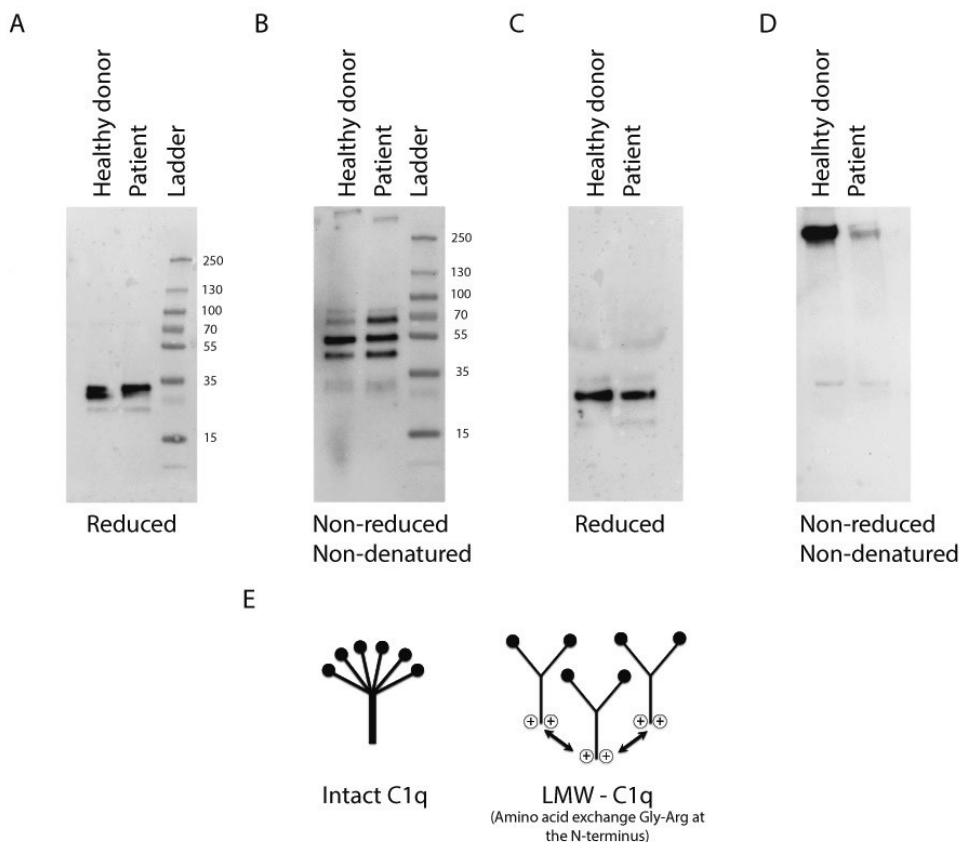 A
B
C
D
Healthy donor
Patient
Ladder
Healthy donor
Patient
Ladder
Healthy donor
Patient
Healhty donor
Patient
250
130
100
70
55
35
15
250
130
100
70
55
35
15
Reduced
Non-reduced
Non-denatured
Reduced
Non-reduced
Non-denatured
E
+ +
+ +
+ +
Intact C1q
LMW - C1q
(Amino acid exchange Gly-Arg at
the N-terminus)